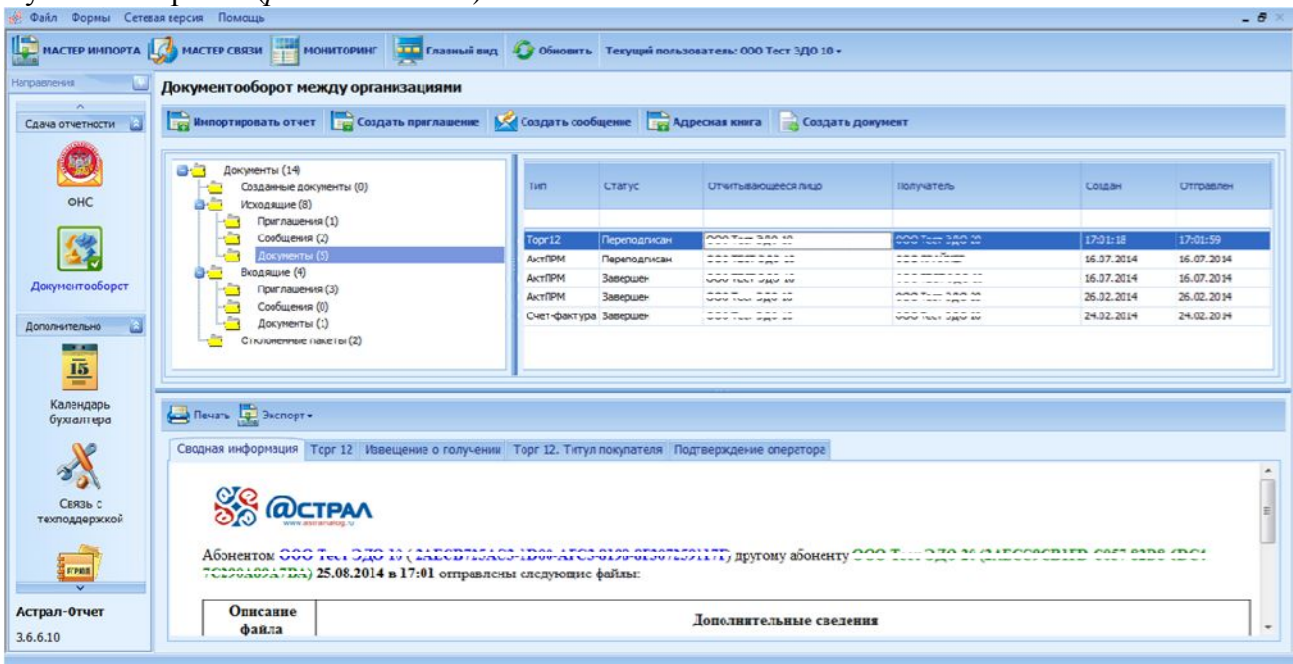 Файл Формы Сетевая версия Помощь
МАСТЕР ИМПОРТА МАСТЕР СВЯЗИ МОНИТОРИНГ Главный вид Обновить Текущий пользователь: ООО Тест ЭДО 10
Направления
Документооборот между организациями
Сдача отчетности
Импортировать отчет Создать приглашение Создать сообщение Адресная книга Создать документ
ОНС
Документооборот
Дополнительно
15
Календарь
бухгалтера
Связь с
техподдержкой
Астрал-Отчет
3.6.6.10
Документы (14)
Созданные документы (0)
Исходящие (8)
Приглашения (1)
Сообщения (2)
Документы (5)
Входящие (4)
Приглашения (3)
Сообщения (0)
Документы (1)
Отклоненные пакеты (2)
Тип Статус Отчитывающееся лицо Получатель Создан Отправлен
Торг12 Переподписан 17:01:18 17:01:59
АктПРМ Переподписан 16.07.2014 16.07.2014
АктПРМ Завершен 16.07.2014 16.07.2014
АктПРМ Завершен 26.02.2014 26.02.2014
Счет-фактура Завершен 24.02.2014 24.02.2014
Печать Экспорт
Сводная информация Торг 12 Извещение о получении Торг 12. Титул покупателя Подтверждение оператора
@СТРАЛ
www.astralnalog.ru
Абонентом другому абоненту
25.08.2014 в 17:01 отправлены следующие файлы:
Описание
файла
Дополнительные сведения